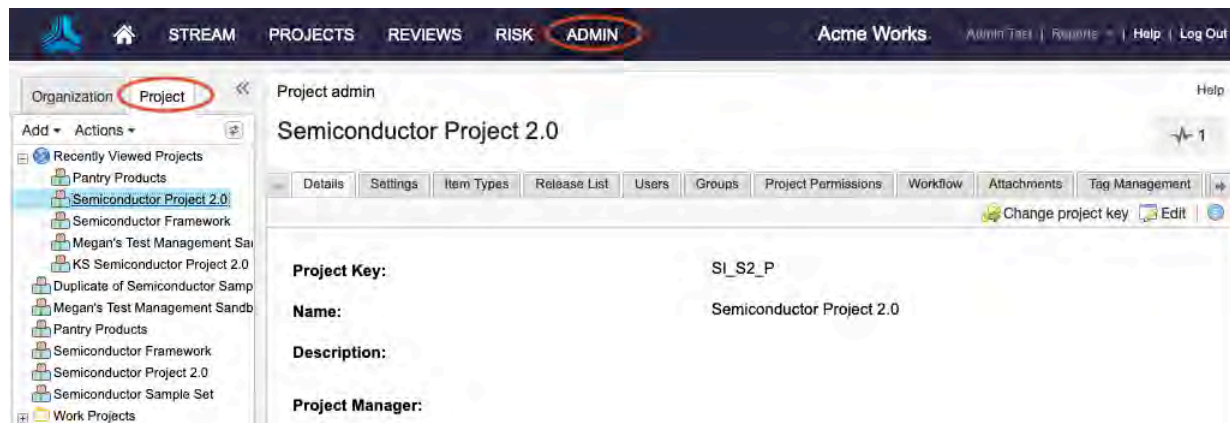 STREAM PROJECTS REVIEWS RISK ADMIN Acme Works Admin Test | Reports | Help | Log Out
Organization Project
Project admin Help
Add Actions
Semiconductor Project 2.0 1
Recently Viewed Projects
Pantry Products
Semiconductor Project 2.0
Semiconductor Framework
Megan's Test Management Sa
KS Semiconductor Project 2.0
Duplicate of Semiconductor Samp
Megan's Test Management Sandb
Pantry Products
Semiconductor Framework
Semiconductor Project 2.0
Semiconductor Sample Set
Work Projects
Details Settings Item Types Release List Users Groups Project Permissions Workflow Attachments Tag Management
Change project key Edit
Project Key: SI_S2_P
Name: Semiconductor Project 2.0
Description:
Project Manager: